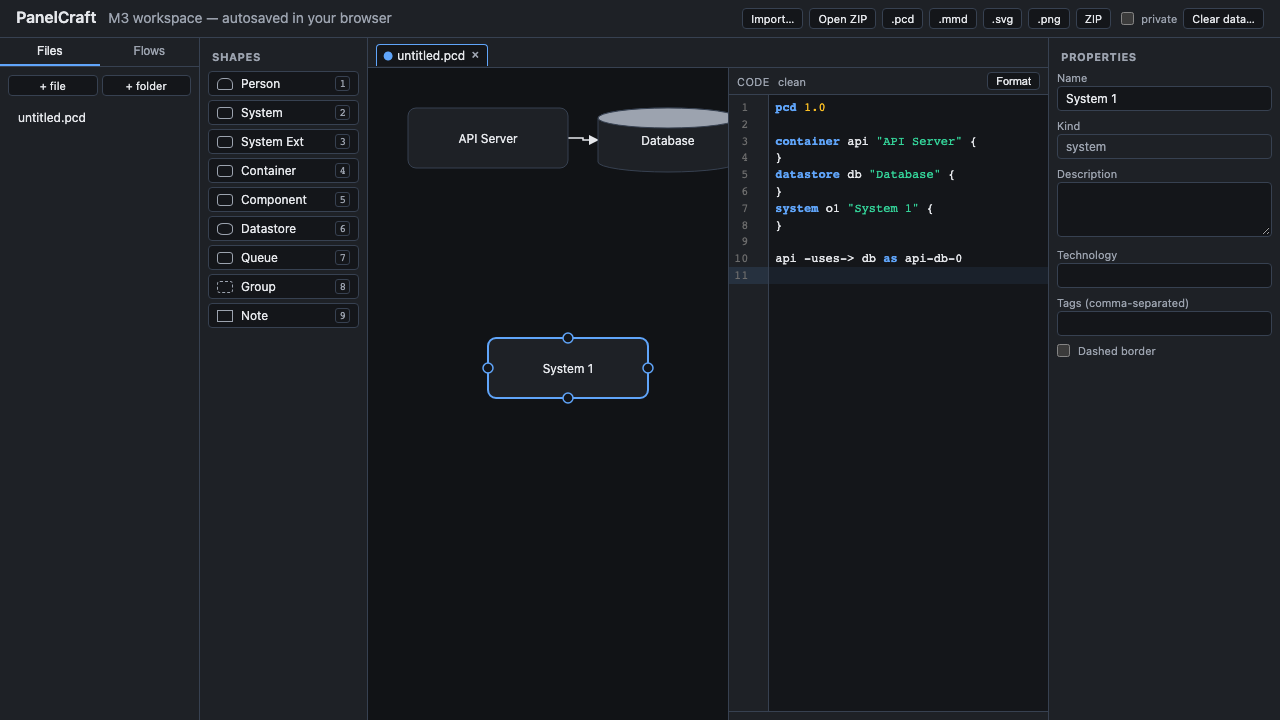 PanelCraft M3 workspace — autosaved in your browser Import... Open ZIP .pcd .mmd .svg .png ZIP private Clear data...
Files Flows
+ file + folder
untitled.pcd
SHAPES
Person 1
System 2
System Ext 3
Container 4
Component 5
Datastore 6
Queue 7
Group 8
Note 9
untitled.pcd ×
API Server
Database
System 1
CODE clean Format
1 pcd 1.0
2
3 container api "API Server" {
4 }
5 datastore db "Database" {
6 }
7 system o1 "System 1" {
8 }
9
10 api -uses-> db as api-db-0
11
PROPERTIES
Name
System 1
Kind
system
Description
Technology
Tags (comma-separated)
Dashed border